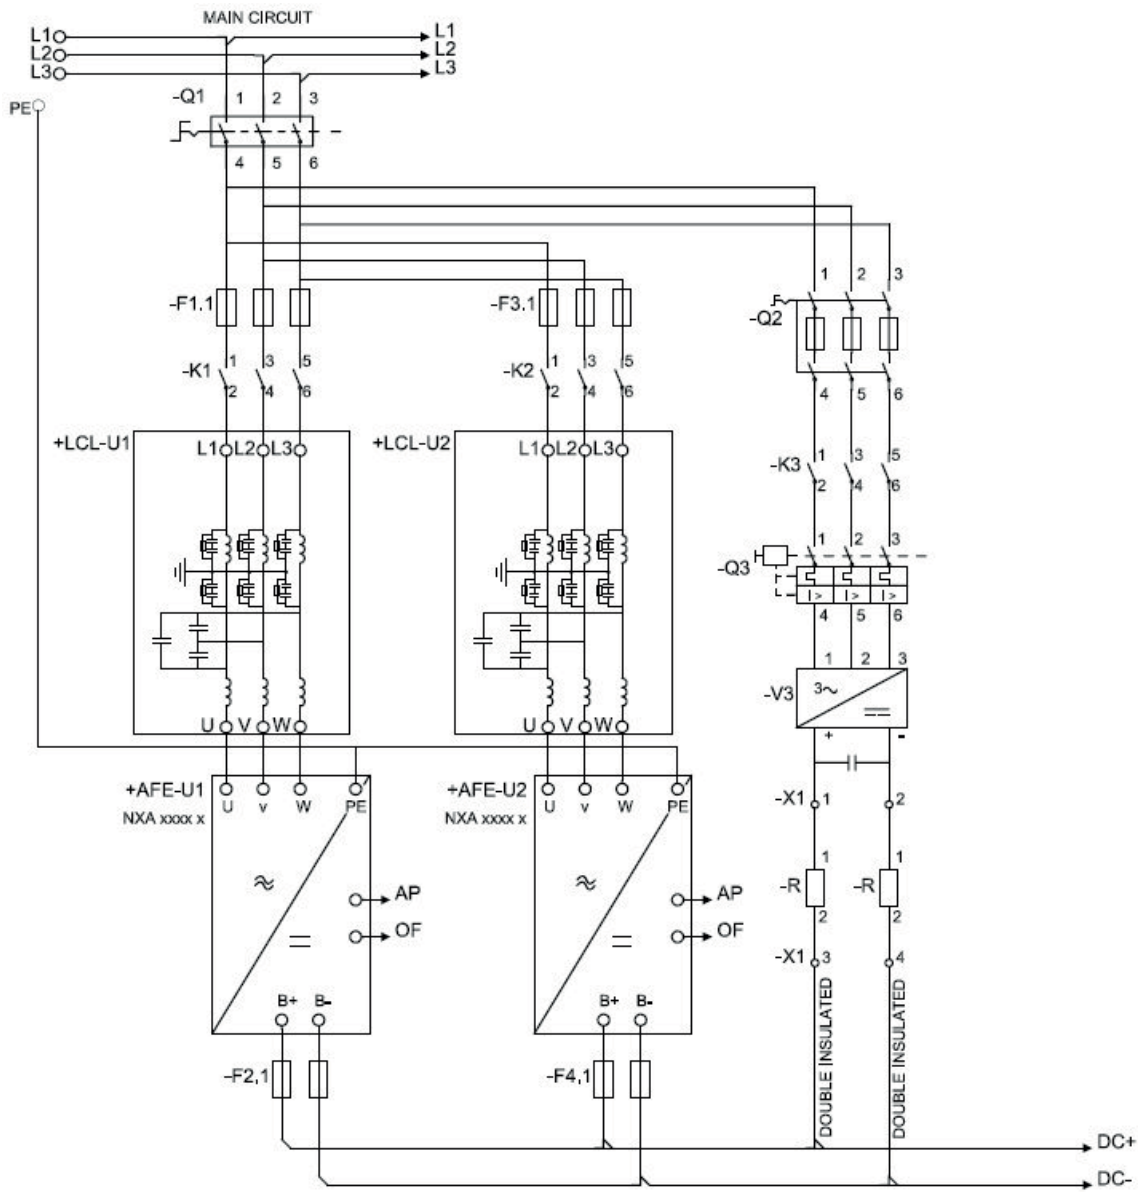 MAIN CIRCUIT
L1 L1
L2 L2
L3 L3
PE
-Q1 1 2 3
4 5 6
1 2 3
-F1.1 -F3.1
-Q2
-K1 1 3 5 -K2 1 3 5
2 4 6 2 4 6
4 5 6
+LCL-U1 L1 L2 L3 +LCL-U2 L1 L2 L3
-K3 1 3 5
2 4 6
1 2 3
-Q3
I> I> I>
4 5 6
1 2 3
-V3 3~
U V W U V W
+ -
+AFE-U1 +AFE-U2
U v W PE U v W PE
NXA xxxx x NXA xxxx x
-X1 1 2
1 1
-R -R
AP AP
2 2
OF OF
-X1 3 4
B+ B- B+ B-
DOUBLE INSULATED DOUBLE INSULATED
-F2,1 -F4,1
DC+
DC-